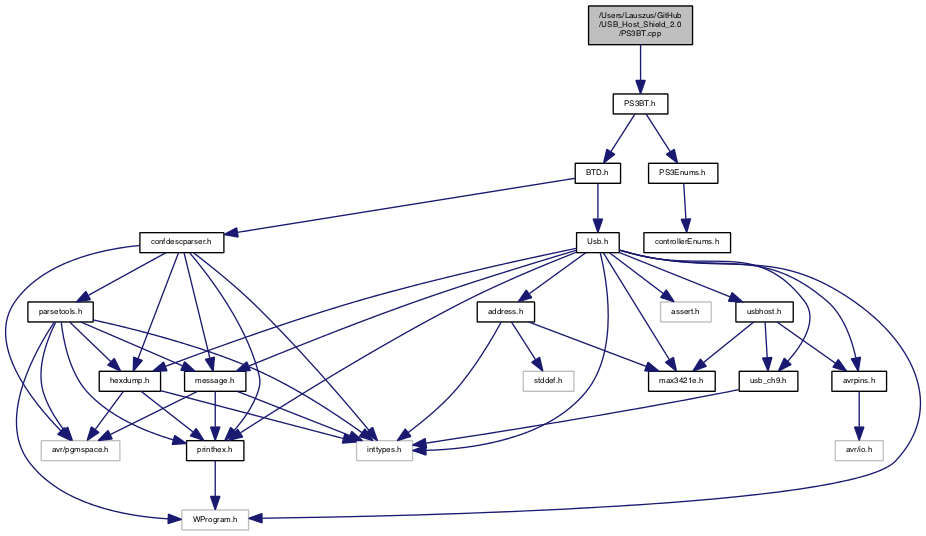 /Users/Lauszus/GitHub
/USB_Host_Shield_2.0
/PS3BT.cpp
PS3BT.h
BTD.h
PS3Enums.h
confdescparser.h
Usb.h
controllerEnums.h
parsetools.h
address.h
assert.h
usbhost.h
hexdump.h
message.h
stddef.h
max3421e.h
usb_ch9.h
avrpins.h
avr/pgmspace.h
printhex.h
inttypes.h
avr/io.h
WProgram.h